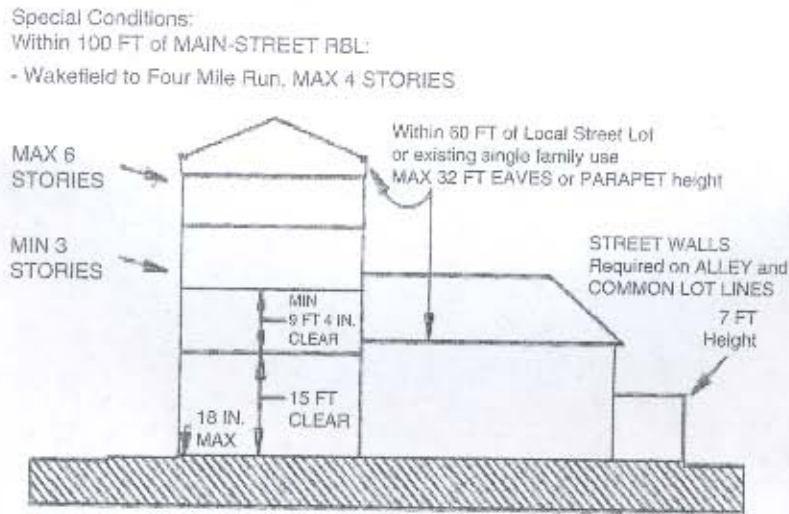 Special Conditions:
Within 100 FT of MAIN-STREET RBL:
- Wakefield to Four Mile Run, MAX 4 STORIES
MAX 6
STORIES
Within 60 FT of Local Street Lot
or existing single family use
MAX 32 FT EAVES or PARAPET height
MIN 3
STORIES
STREET WALLS
Required on ALLEY and
COMMON LOT LINES
7 FT
Height
MIN
9 FT 4 IN.
CLEAR
15 FT
CLEAR
18 IN.
MAX